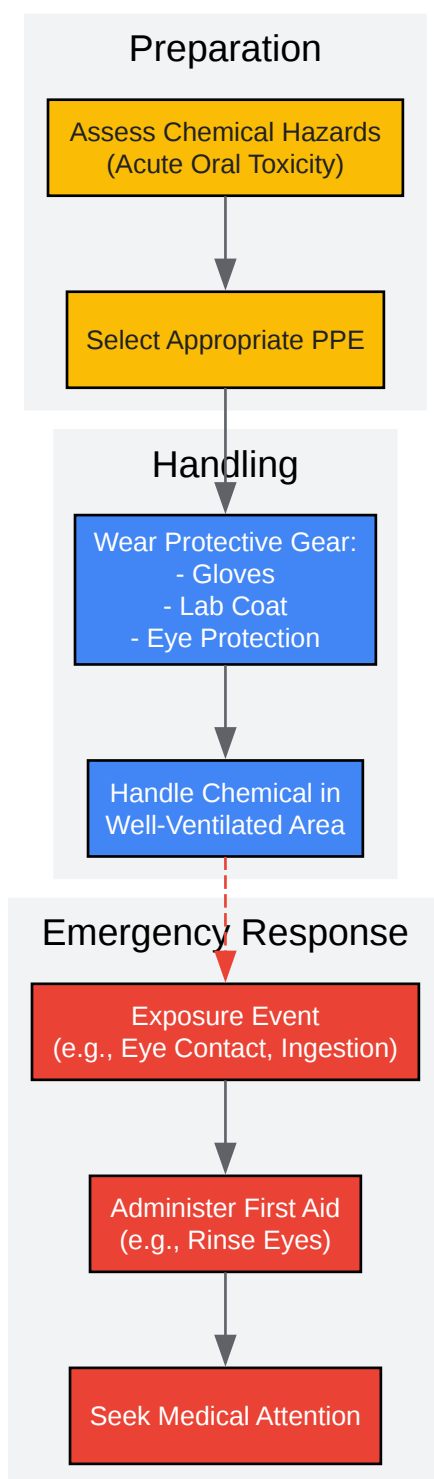 Preparation
Assess Chemical Hazards
(Acute Oral Toxicity)
Select Appropriate PPE
Handling
Wear Protective Gear:
- Gloves
- Lab Coat
- Eye Protection
Handle Chemical in
Well-Ventilated Area
Emergency Response
Exposure Event
(e.g., Eye Contact, Ingestion)
Administer First Aid
(e.g., Rinse Eyes)
Seek Medical Attention